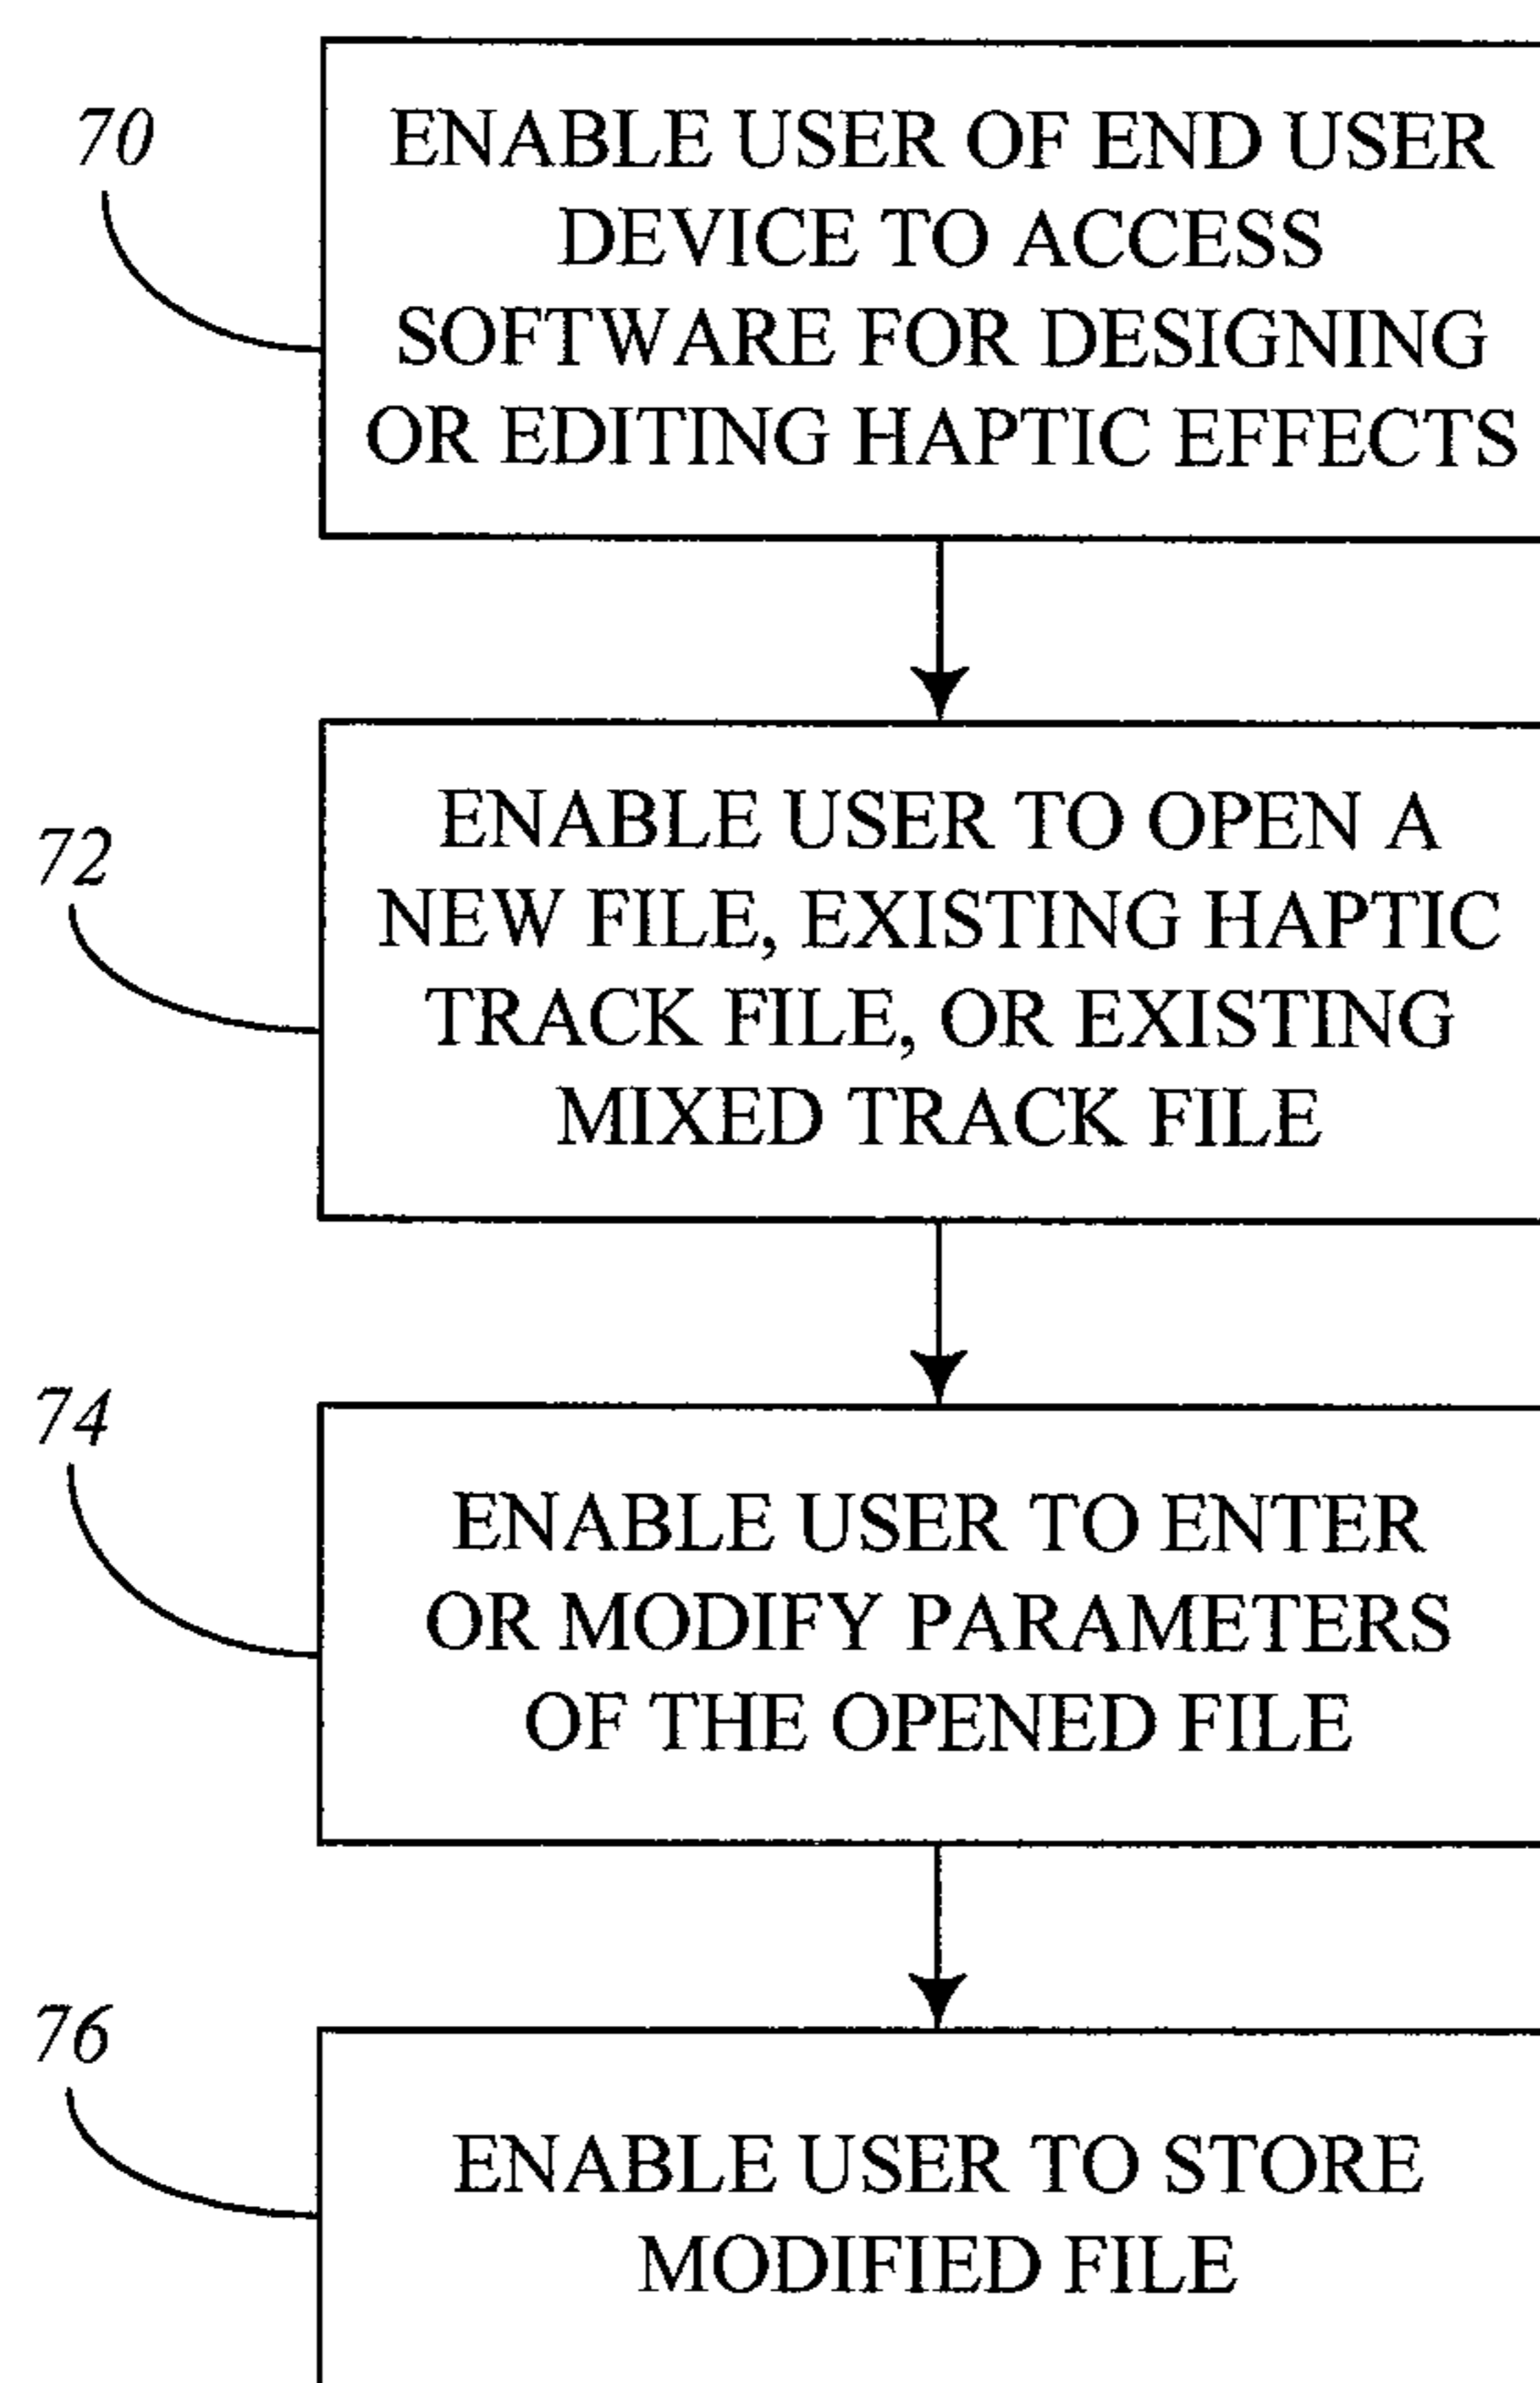 70
ENABLE USER OF END USER
DEVICE TO ACCESS
SOFTWARE FOR DESIGNING
OR EDITING HAPTIC EFFECTS
72
ENABLE USER TO OPEN A
NEW FILE, EXISTING HAPTIC
TRACK FILE, OR EXISTING
MIXED TRACK FILE
74
ENABLE USER TO ENTER
OR MODIFY PARAMETERS
OF THE OPENED FILE
76
ENABLE USER TO STORE
MODIFIED FILE